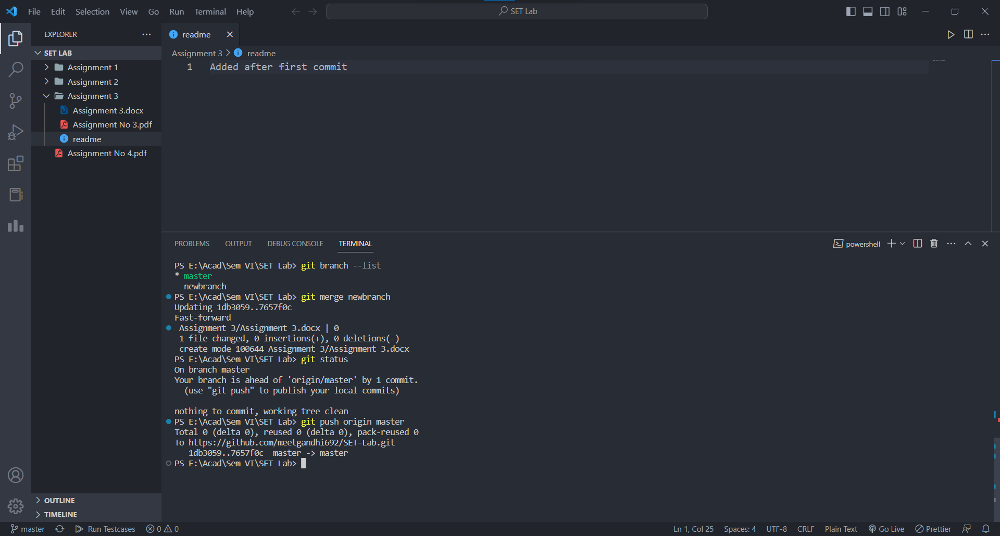 File Edit Selection View Go Run Terminal Help
SET Lab
EXPLORER
SET LAB
Assignment 1
Assignment 2
Assignment 3
Assignment 3.docx
Assignment No 3.pdf
readme
Assignment No 4.pdf
OUTLINE
TIMELINE
readme
Assignment 3 > readme
1 Added after first commit
PROBLEMS OUTPUT DEBUG CONSOLE TERMINAL
powershell
PS E:\Acad\Sem VI\SET Lab> git branch --list
* master
newbranch
PS E:\Acad\Sem VI\SET Lab> git merge newbranch
Updating 1db3059..7657f0c
Fast-forward
Assignment 3/Assignment 3.docx | 0
1 file changed, 0 insertions(+), 0 deletions(-)
create mode 100644 Assignment 3/Assignment 3.docx
PS E:\Acad\Sem VI\SET Lab> git status
On branch master
Your branch is ahead of 'origin/master' by 1 commit.
(use "git push" to publish your local commits)
nothing to commit, working tree clean
PS E:\Acad\Sem VI\SET Lab> git push origin master
Total 0 (delta 0), reused 0 (delta 0), pack-reused 0
To https://github.com/meetgandhi692/SET-Lab.git
1db3059..7657f0c  master -> master
PS E:\Acad\Sem VI\SET Lab>
master Run Testcases 0 0 Ln 1, Col 25 Spaces: 4 UTF-8 CRLF Plain Text Go Live Prettier